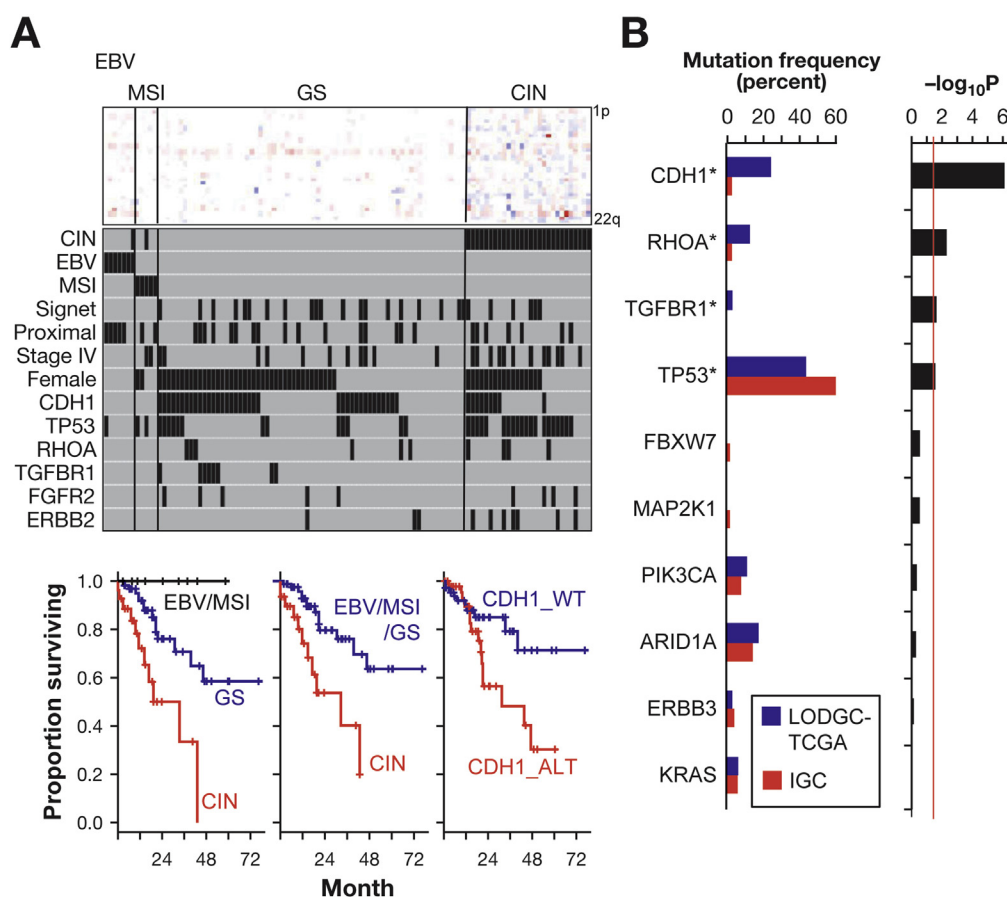 A
EBV
MSI GS CIN
1p
22q
CIN
EBV
MSI
Signet
Proximal
Stage IV
Female
CDH1
TP53
RHOA
TGFBR1
FGFR2
ERBB2
Proportion surviving
1.0
0.8
0.6
0.4
0.2
0.0
EBV/MSI
GS
CIN
24 48 72
EBV/MSI
/GS
CIN
24 48 72
CDH1_WT
CDH1_ALT
24 48 72
Month
B
Mutation frequency
(percent)
0 20 40 60
–log10P
0 2 4 6
CDH1*
RHOA*
TGFBR1*
TP53*
FBXW7
MAP2K1
PIK3CA
ARID1A
ERBB3
KRAS
LODGC-
TCGA
IGC